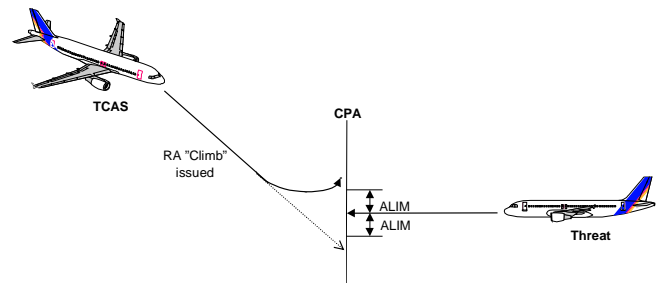 TCAS
CPA
RA ”Climb”
issued
ALIM
ALIM
Threat